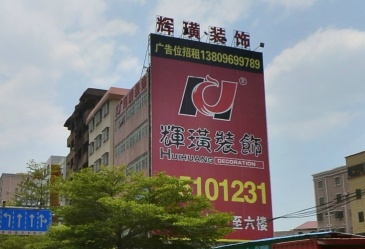 辉璜装饰
广告位招租13809699789
®
輝璜裝飾
HUIHUANG DECORATION
5101231
至六楼